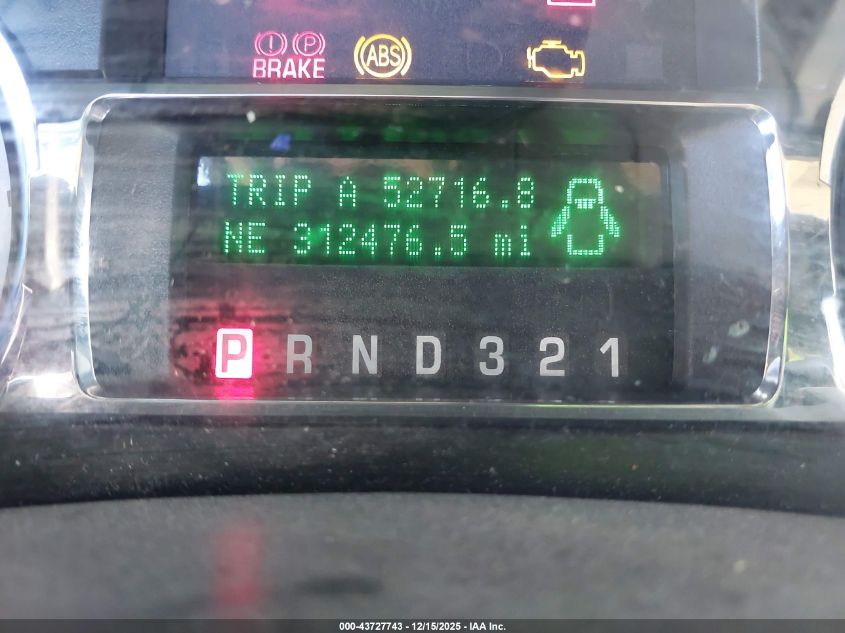 BRAKE ABS
TRIP A 52716.8
NE 312476.5 mi
P R N D 3 2 1
000-43727743 - 12/15/2025 - IAA Inc.